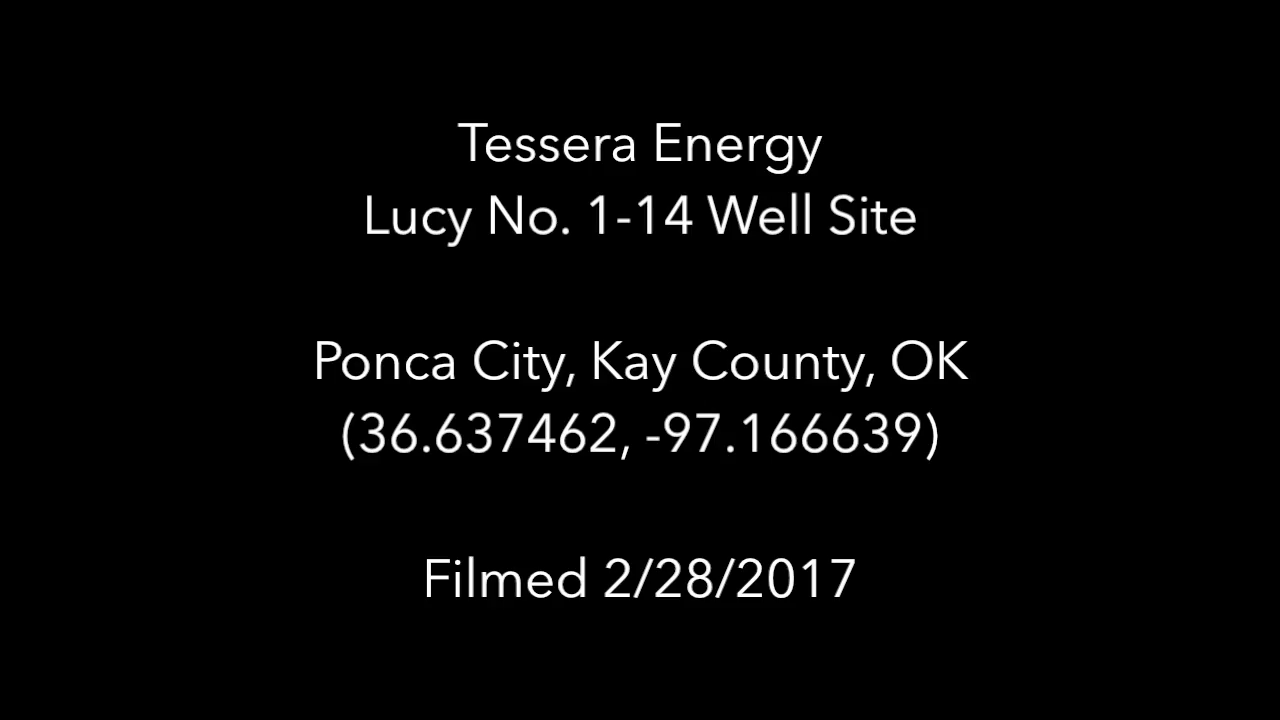 Tessera Energy
Lucy No. 1-14 Well Site
Ponca City, Kay County, OK
(36.637462, -97.166639)
Filmed 2/28/2017